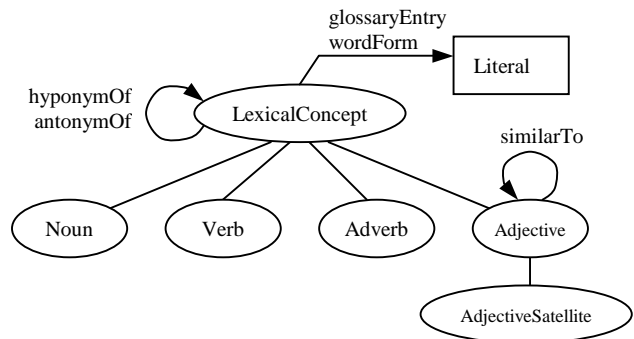 glossaryEntry
wordForm
Literal
hyponymOf
antonymOf
LexicalConcept
similarTo
Noun
Verb
Adverb
Adjective
AdjectiveSatellite